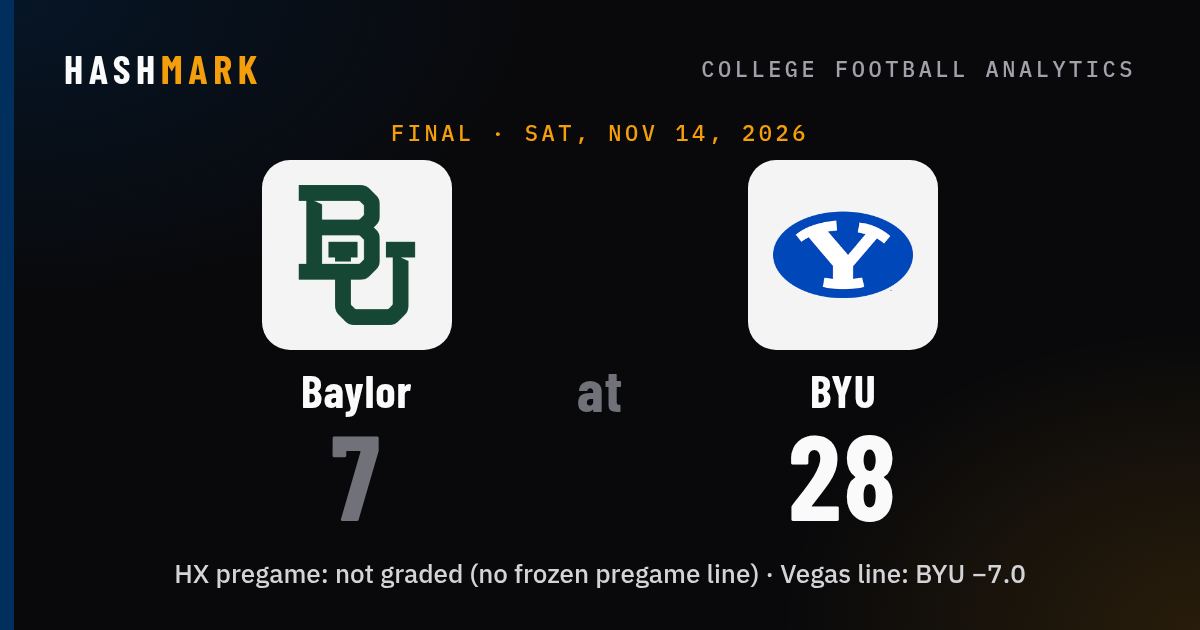 HASHMARK
COLLEGE FOOTBALL ANALYTICS
FINAL · SAT, NOV 14, 2026
BU
Y
Baylor at BYU
7 28
HX pregame: not graded (no frozen pregame line) · Vegas line: BYU −7.0